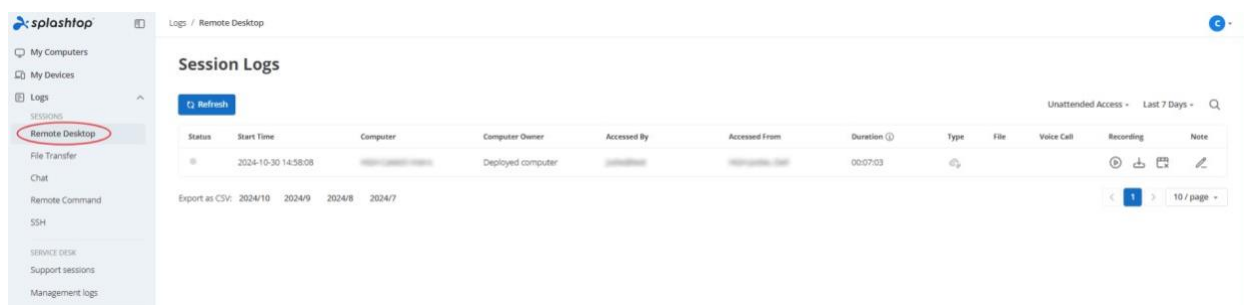 splashtop
My Computers
My Devices
Logs
SESSIONS
Remote Desktop
File Transfer
Chat
Remote Command
SSH
SERVICE DESK
Support sessions
Management logs
Logs / Remote Desktop
C
Session Logs
Refresh
Unattended Access Last 7 Days
Status Start Time Computer Computer Owner Accessed By Accessed From Duration Type File Voice Call Recording Note
2024-10-30 14:58:08 Deployed computer 00:07:03
Export as CSV: 2024/10 2024/9 2024/8 2024/7
< 1 > 10 / page